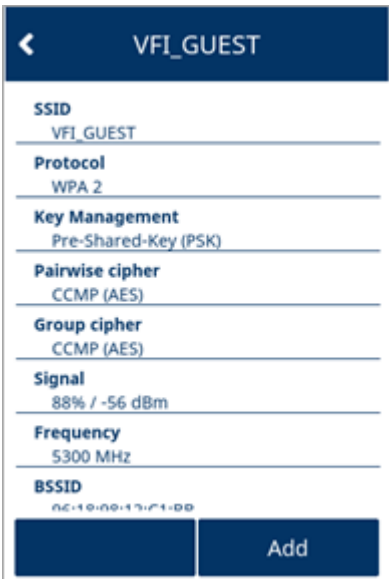 VFI_GUEST
SSID
VFI_GUEST
Protocol
WPA 2
Key Management
Pre-Shared-Key (PSK)
Pairwise cipher
CCMP (AES)
Group cipher
CCMP (AES)
Signal
88% / -56 dBm
Frequency
5300 MHz
BSSID
Add